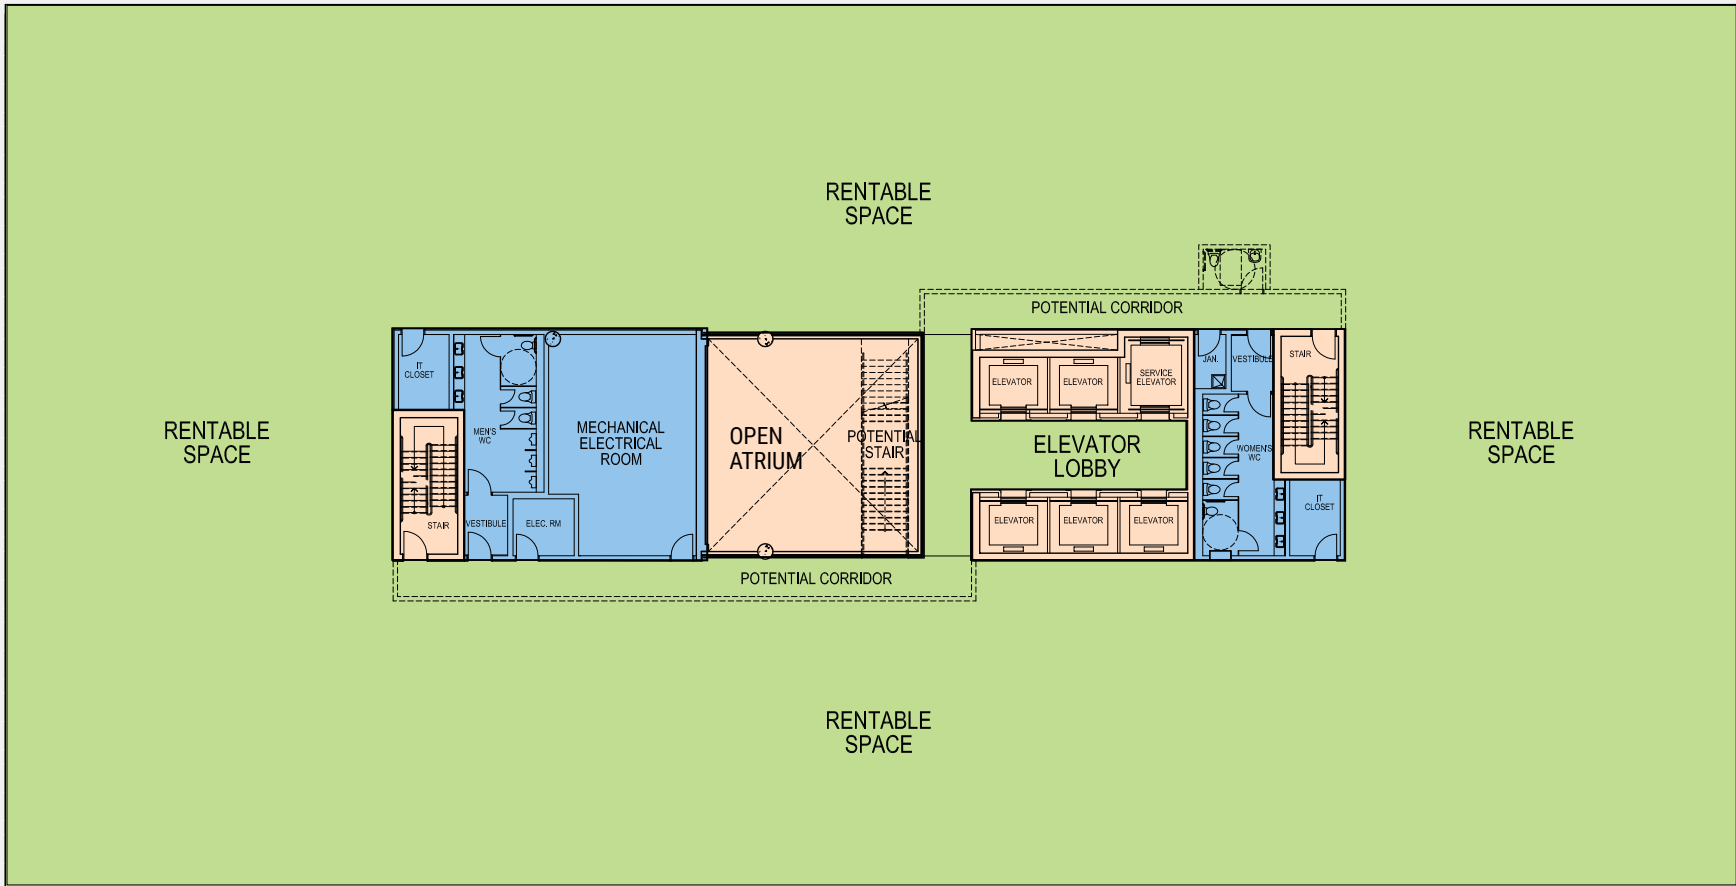 RENTABLE
SPACE
POTENTIAL CORRIDOR
IT
CLOSET
MEN'S
WC
STAIR
VESTIBULE
ELEC. RM
MECHANICAL
ELECTRICAL
ROOM
OPEN
ATRIUM
POTENTIAL
STAIR
ELEVATOR
ELEVATOR
SERVICE
ELEVATOR
ELEVATOR
LOBBY
ELEVATOR
ELEVATOR
ELEVATOR
JAN.
VESTIBULE
WOMEN'S
WC
STAIR
IT
CLOSET
RENTABLE
SPACE
RENTABLE
SPACE
POTENTIAL CORRIDOR
RENTABLE
SPACE